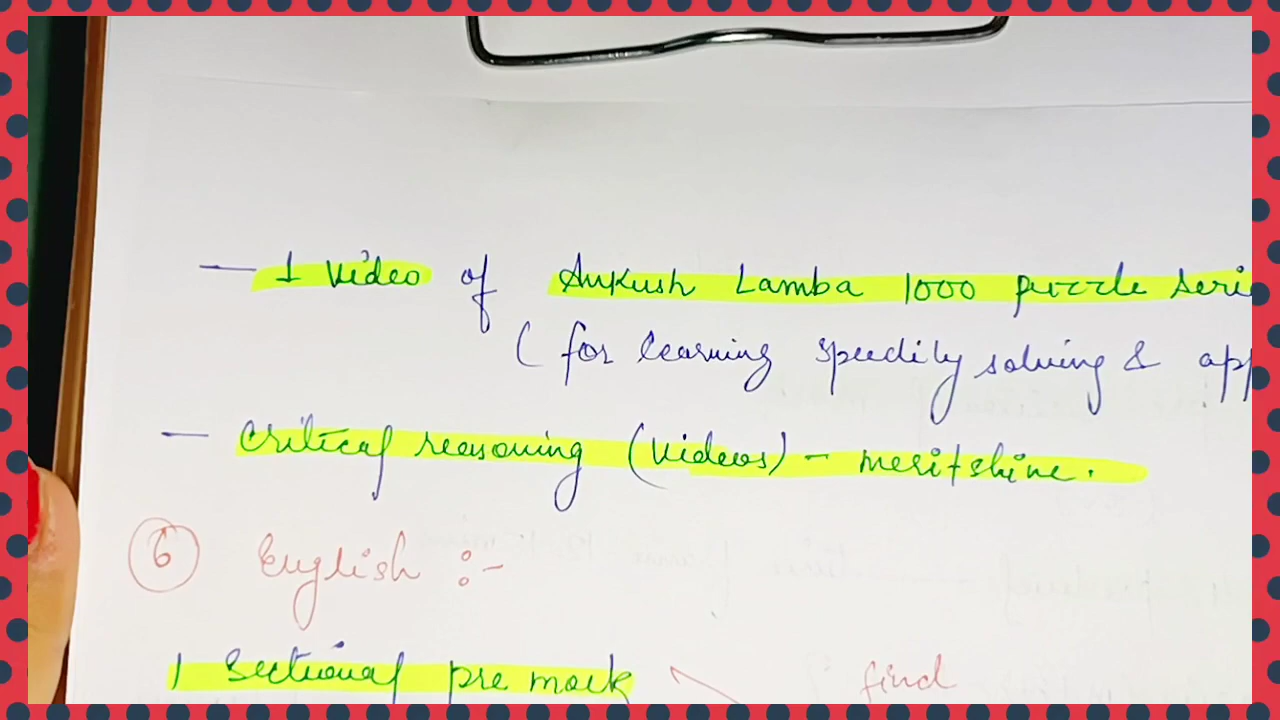 — 1 Video of Ankush Lamba 1000 puzzle Seri
( for learning speedily solving & app
— critical reasoning (Videos) - meritshine.
6 English :-
1 Sectional pre mock find